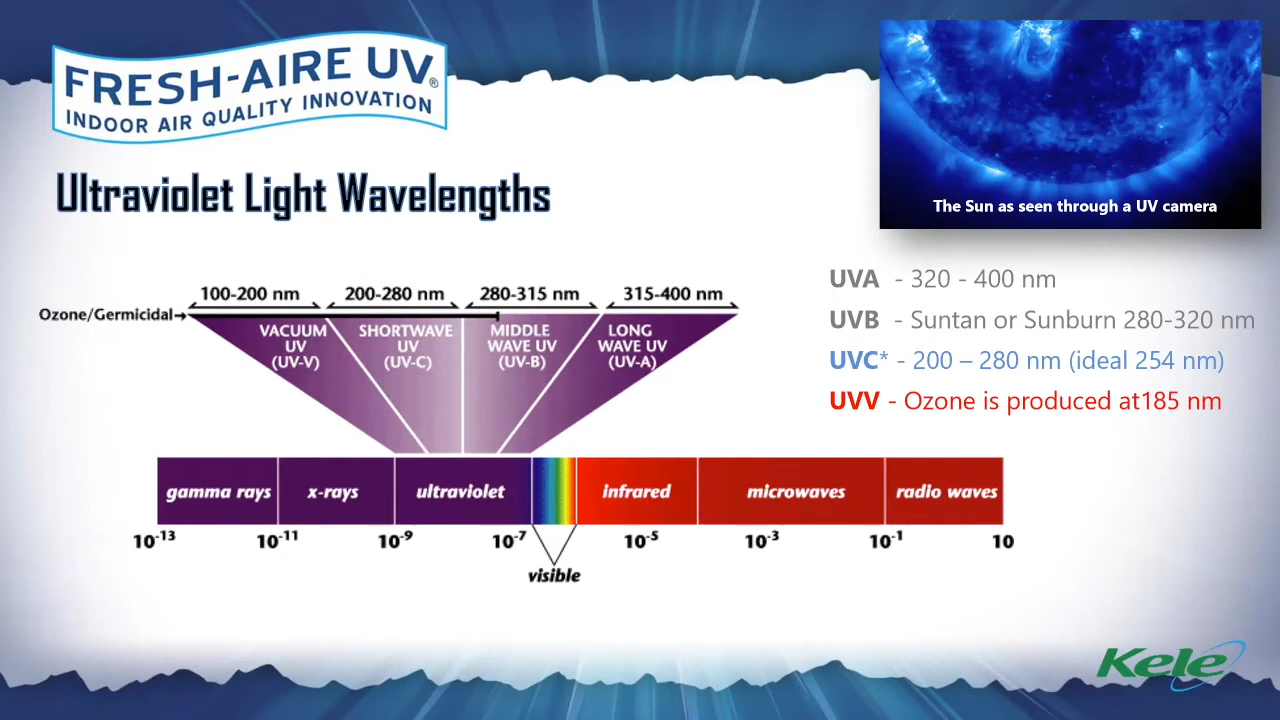 FRESH-AIRE UV®
INDOOR AIR QUALITY INNOVATION
The Sun as seen through a UV camera
Ultraviolet Light Wavelengths
UVA - 320 - 400 nm
UVB - Suntan or Sunburn 280-320 nm
UVC* - 200 – 280 nm (ideal 254 nm)
UVV - Ozone is produced at185 nm
100-200 nm 200-280 nm 280-315 nm 315-400 nm
Ozone/Germicidal→
VACUUM
UV
(UV-V)
SHORTWAVE
UV
(UV-C)
MIDDLE
WAVE UV
(UV-B)
LONG
WAVE UV
(UV-A)
gamma rays x-rays ultraviolet infrared microwaves radio waves
10⁻¹³ 10⁻¹¹ 10⁻⁹ 10⁻⁷ 10⁻⁵ 10⁻³ 10⁻¹ 10
visible
Kele